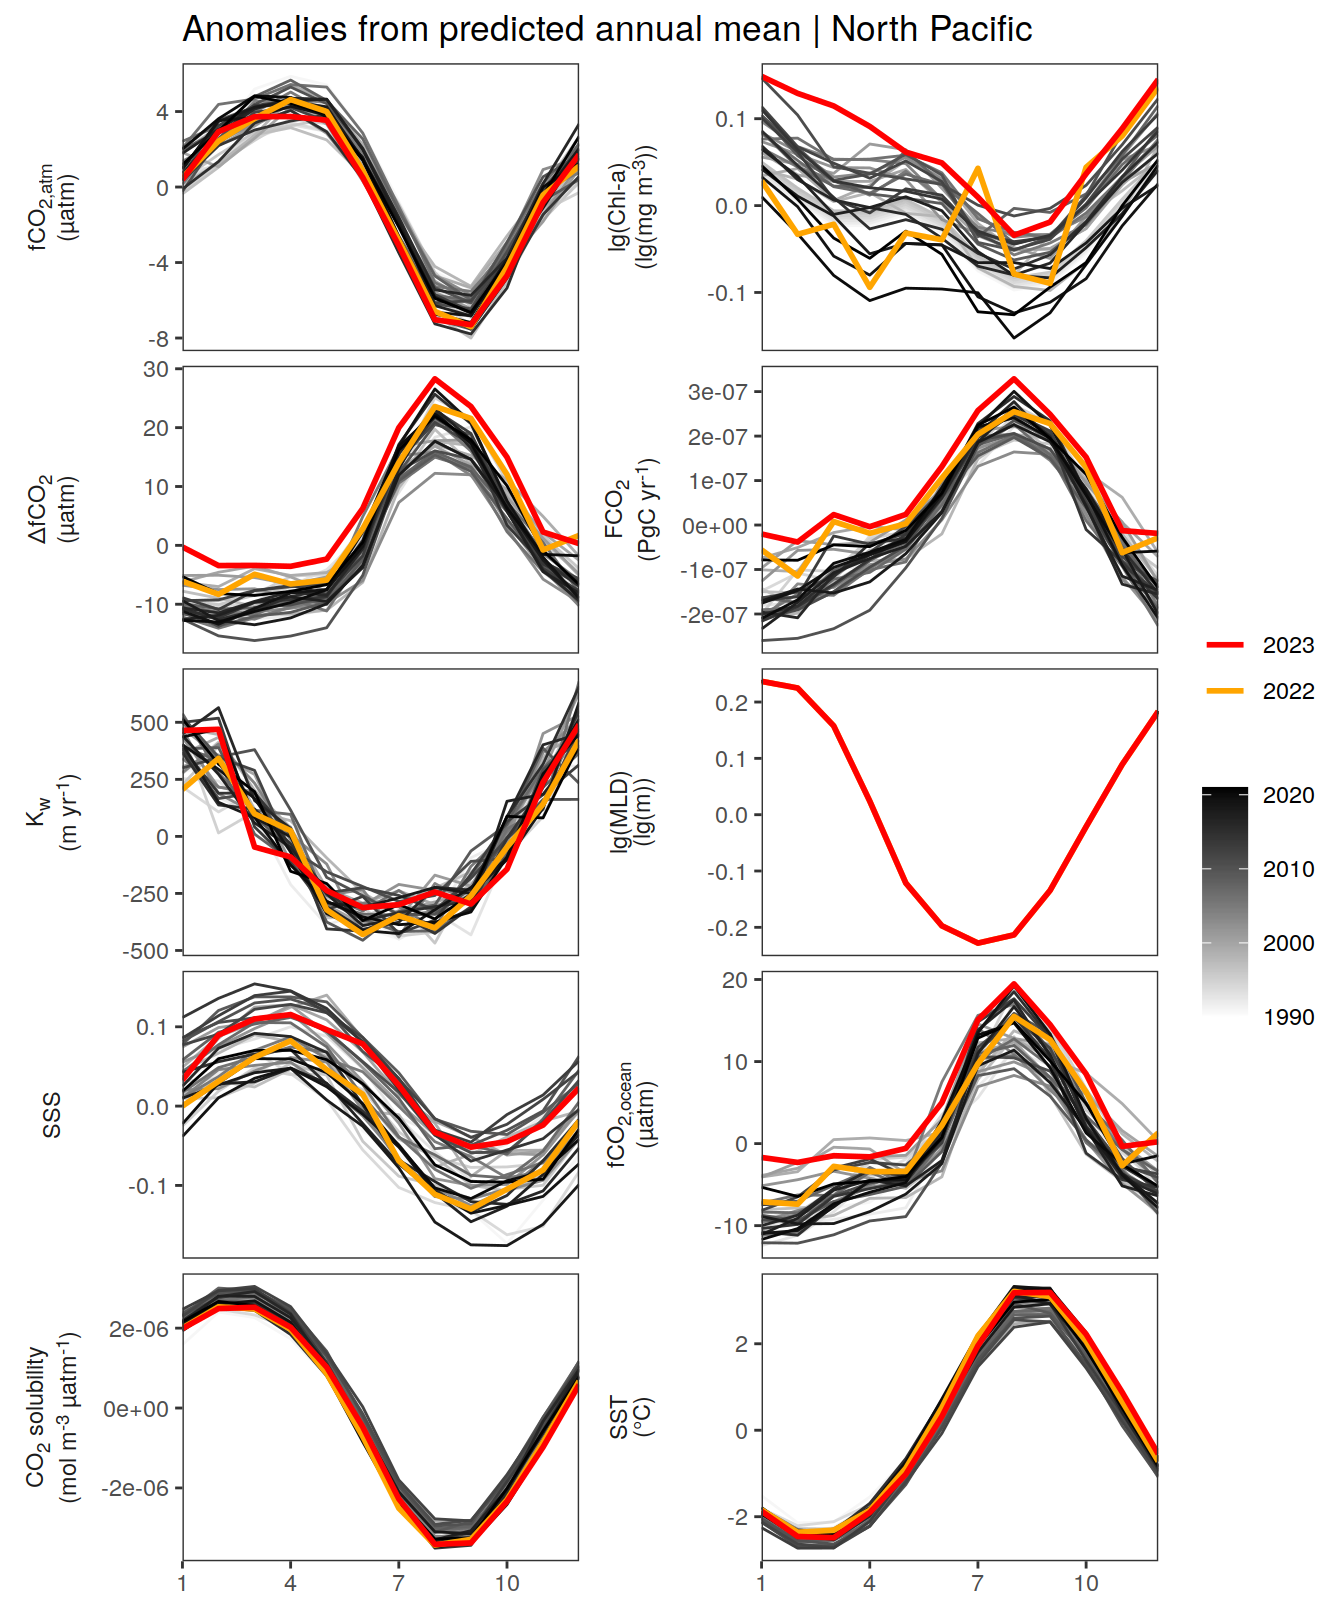 Anomalies from predicted annual mean | North Pacific
fCO2,atm
(µatm)
4
0
-4
-8
lg(Chl-a)
(lg(mg m-3))
0.1
0.0
-0.1
ΔfCO2
(µatm)
30
20
10
0
-10
FCO2
(PgC yr-1)
3e-07
2e-07
1e-07
0e+00
-1e-07
-2e-07
Kw
(m yr-1)
500
250
0
-250
-500
lg(MLD)
(lg(m))
0.2
0.1
0.0
-0.1
-0.2
SSS
0.1
0.0
-0.1
fCO2,ocean
(µatm)
20
10
0
-10
CO2 solubility
(mol m-3 µatm-1)
2e-06
0e+00
-2e-06
SST
(°C)
2
0
-2
1 4 7 10
1 4 7 10
2023
2022
2020
2010
2000
1990